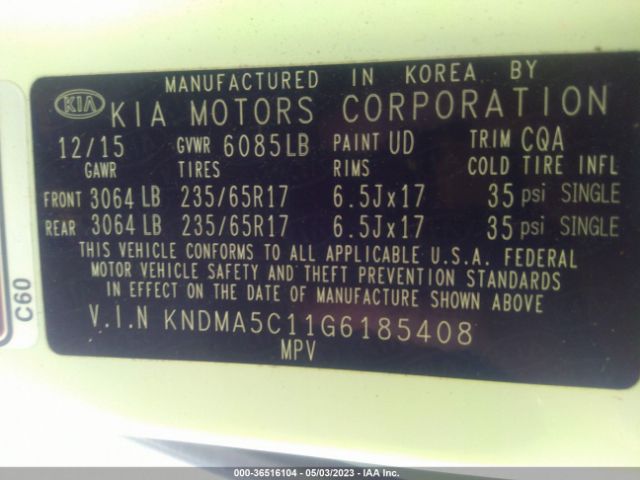 MANUFACTURED IN KOREA BY
KIA KIA MOTORS CORPORATION
12/15 GVWR 6085LB PAINT UD TRIM CQA
GAWR TIRES RIMS COLD TIRE INFL
FRONT 3064 LB 235/65R17 6.5Jx17 35 psi SINGLE
REAR 3064 LB 235/65R17 6.5Jx17 35 psi SINGLE
THIS VEHICLE CONFORMS TO ALL APPLICABLE U.S.A. FEDERAL
MOTOR VEHICLE SAFETY AND THEFT PREVENTION STANDARDS
IN EFFECT ON THE DATE OF MANUFACTURE SHOWN ABOVE
V.I.N KNDMA5C11G6185408
MPV
C60
000-36516104 - 05/03/2023 - IAA Inc.